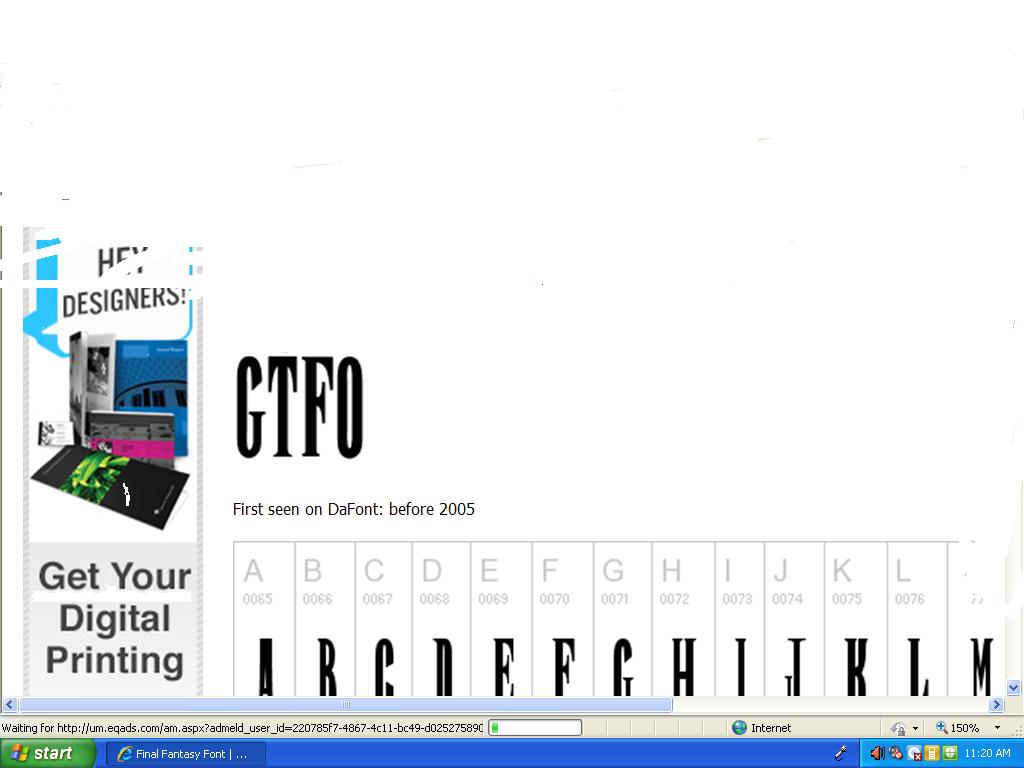 HEY
DESIGNERS!
GTFO
First seen on DaFont: before 2005
A B C D E F G H I J K L
0065 0066 0067 0068 0069 0070 0071 0072 0073 0074 0075 0076
A B C D E F G H I J K L M
Get Your
Digital
Printing
Waiting for http://um.eqads.com/am.aspx?admeld_user_id=220785f7-4867-4c11-bc49-d025275890
Internet
150%
start
Final Fantasy Font | ...
11:20 AM